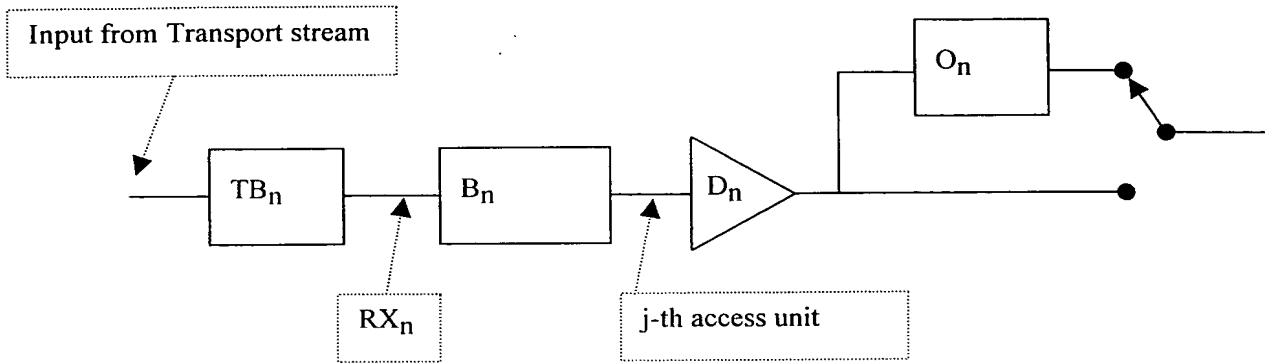 Input from Transport stream
Oₙ
TBₙ
Bₙ
Dₙ
RXₙ
j-th access unit